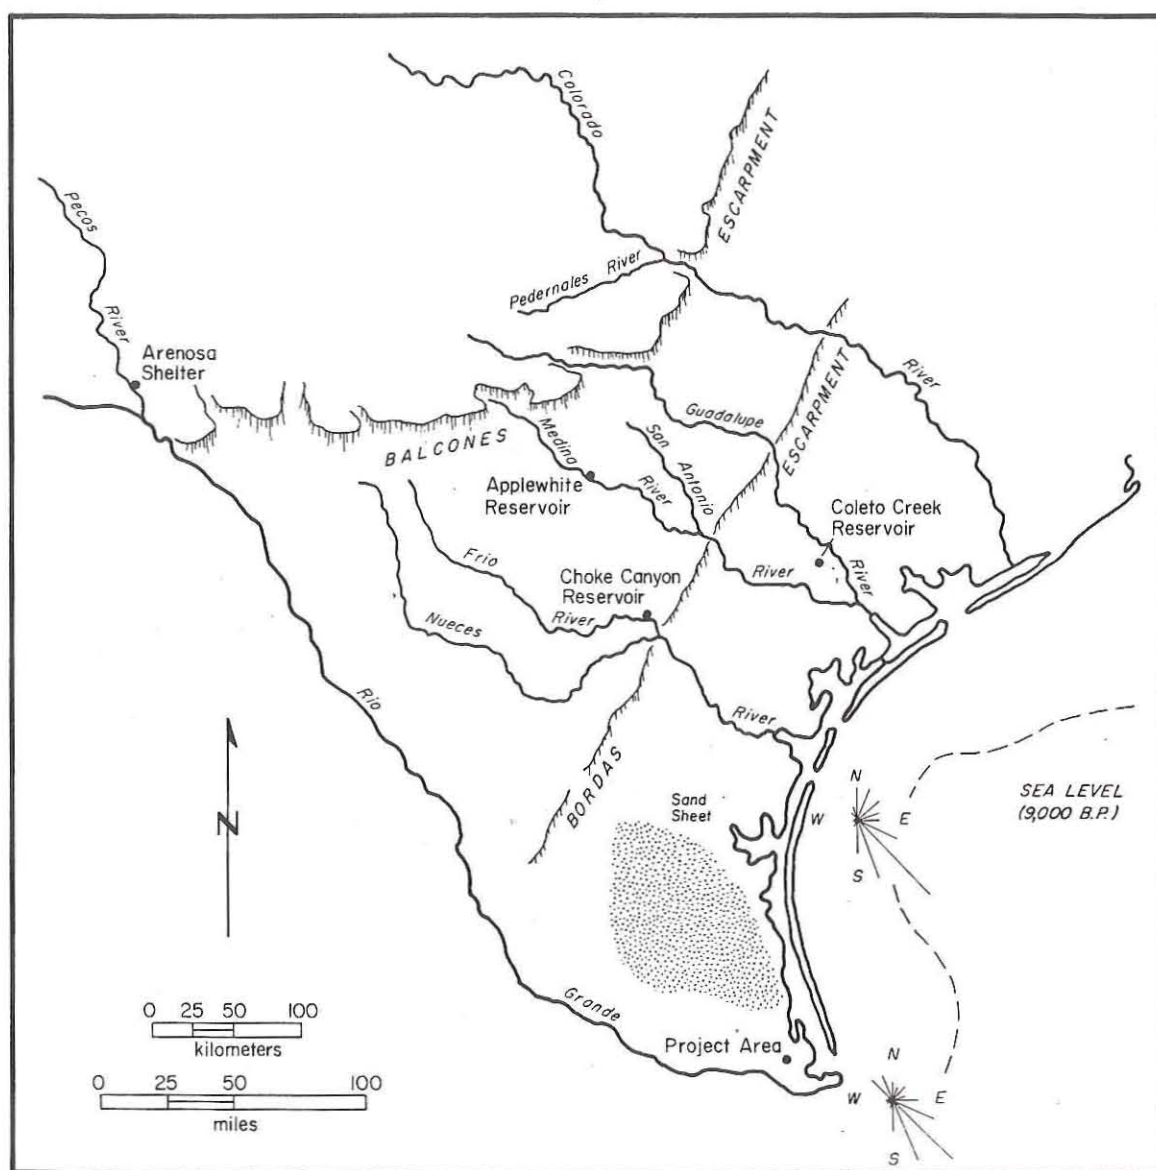 Colorado
ESCARPMENT
Pecos
River
Pedernales River
Arenosa
Shelter
River
ESCARPMENT
Guadalupe
BALCONES
Medina
San
Antonio
Applewhite
Reservoir
River
Coleto Creek
Reservoir
Frio
River
Choke Canyon
Reservoir
River
River
Nueces
Rio
River
BORDAS
N
Sand
Sheet
N
W
E
S
SEA LEVEL
(9,000 B.P.)
Grande
0 25 50 100
kilometers
0 25 50 100
miles
Project Area
N
W
E
S